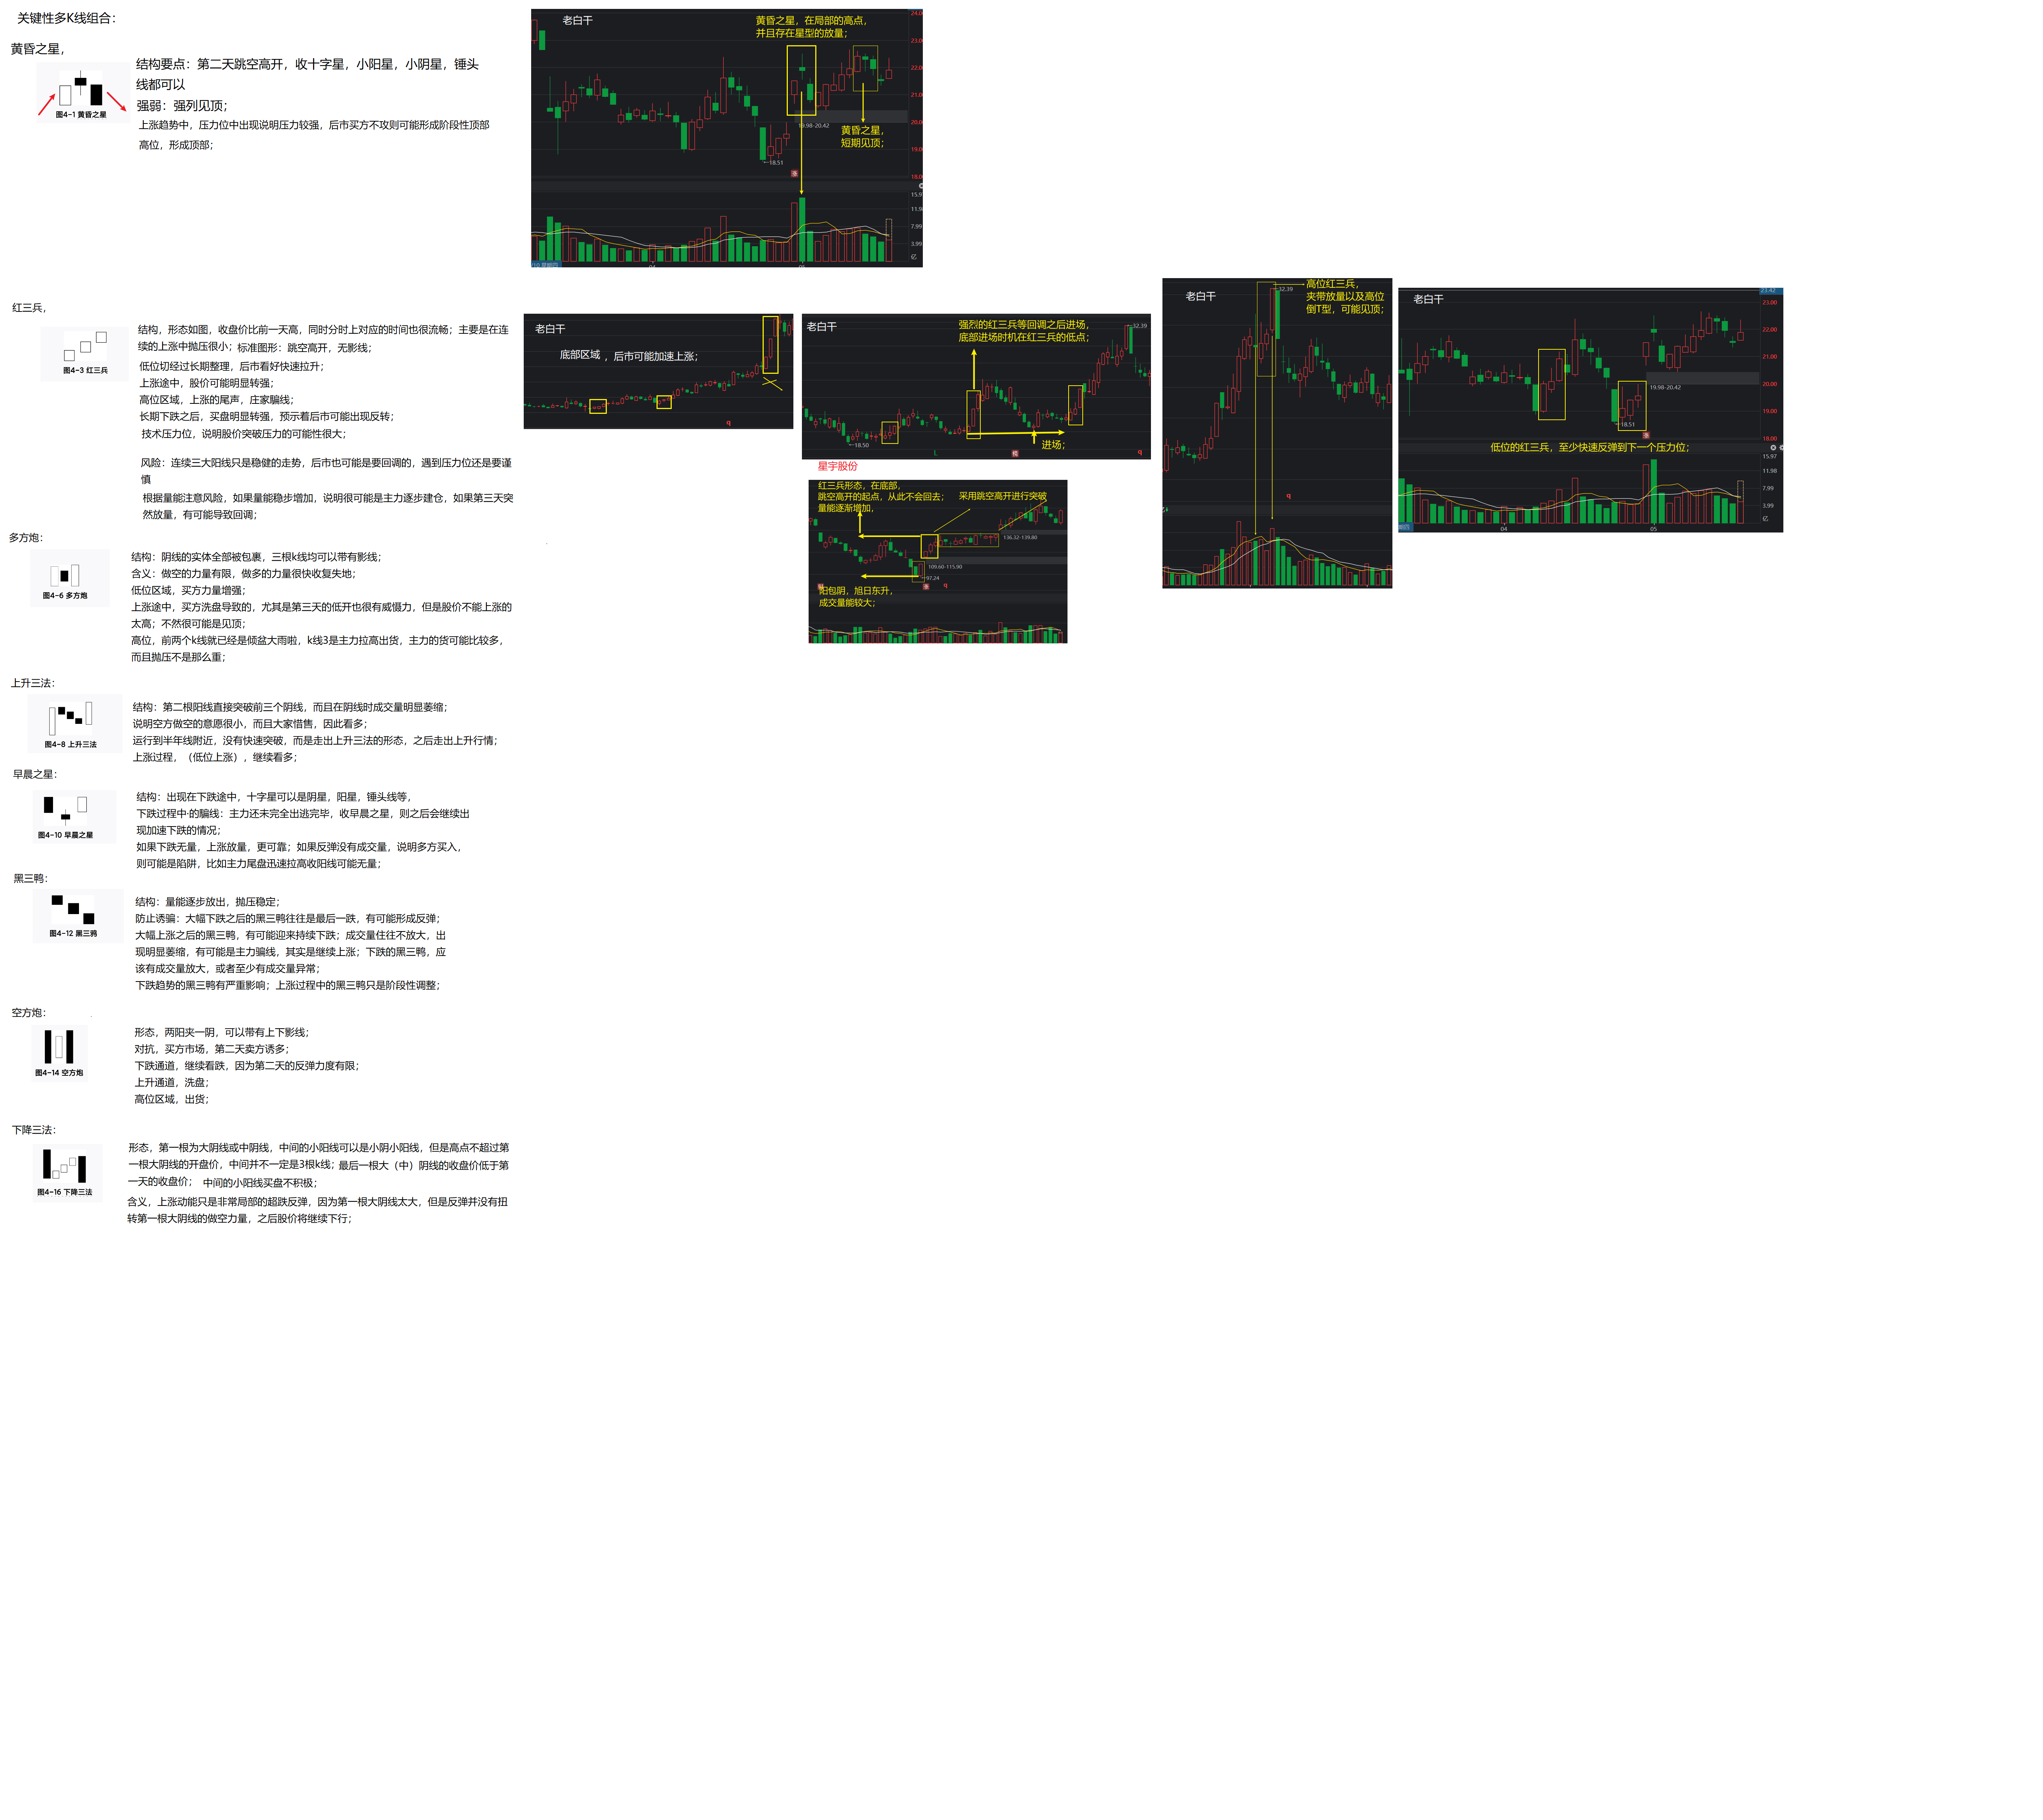 关键性多K线组合：
黄昏之星，
图4-1 黄昏之星
结构要点：第二天跳空高开，收十字星，小阳星，小阴星，锤头
线都可以
强弱：强列见顶；
上涨趋势中，压力位中出现说明压力较强，后市买方不攻则可能形成阶段性顶部
高位，形成顶部；
老白干
黄昏之星，在局部的高点，
并且存在星型的放量；
24.0
23.00
22.00
21.00
20.00
19.00
18.00
19.98-20.42
黄昏之星，
短期见顶；
←18.51
涨
15.9
11.98
7.99
3.99
亿
04
05
红三兵，
图4-3 红三兵
结构，形态如图，收盘价比前一天高，同时分时上对应的时间也很流畅；主要是在连
续的上涨中抛压很小；标准图形：跳空高开，无影线；
低位切经过长期整理，后市看好快速拉升；
上涨途中，股价可能明显转强；
高位区域，上涨的尾声，庄家骗线；
长期下跌之后，买盘明显转强，预示着后市可能出现反转；
技术压力位，说明股价突破压力的可能性很大；
风险：连续三大阳线只是稳健的走势，后市也可能是要回调的，遇到压力位还是要谨
慎
根据量能注意风险，如果量能稳步增加，说明很可能是主力逐步建仓，如果第三天突
然放量，有可能导致回调；
老白干
底部区域 ，后市可能加速上涨；
q
老白干
强烈的红三兵等回调之后进场，
底部进场时机在红三兵的低点；
32.39
←18.50
进场；
q
星宇股份
红三兵形态，在底部，
跳空高开的起点，从此不会回去；
量能逐渐增加，
采用跳空高开进行突破
136.32-139.80
109.60-115.90
←97.24
涨
q
阳包阴，旭日东升，
成交量能较大；
老白干
32.39
高位红三兵，
夹带放量以及高位
倒T型，可能见顶；
q
老白干
23.42
23.00
22.00
21.00
20.00
19.00
18.00
19.98-20.42
←18.51
涨
低位的红三兵，至少快速反弹到下一个压力位；
15.97
11.98
7.99
3.99
亿
04
05
多方炮：
图4-6 多方炮
结构：阴线的实体全部被包裹，三根k线均可以带有影线；
含义：做空的力量有限，做多的力量很快收复失地；
低位区域，买方力量增强；
上涨途中，买方洗盘导致的，尤其是第三天的低开也很有威慑力，但是股价不能上涨的
太高；不然很可能是见顶；
高位，前两个k线就已经是倾盆大雨啦，k线3是主力拉高出货，主力的货可能比较多，
而且抛压不是那么重；
上升三法：
图4-8 上升三法
结构：第二根阳线直接突破前三个阴线，而且在阴线时成交量明显萎缩；
说明空方做空的意愿很小，而且大家惜售，因此看多；
运行到半年线附近，没有快速突破，而是走出上升三法的形态，之后走出上升行情；
上涨过程，（低位上涨），继续看多；
早晨之星：
图4-10 早晨之星
结构：出现在下跌途中，十字星可以是阴星，阳星，锤头线等，
下跌过程中·的騙线：主力还未完全出逃完毕，收早晨之星，则之后会继续出
现加速下跌的情况；
如果下跌无量，上涨放量，更可靠；如果反弹没有成交量，说明多方买入，
则可能是陷阱，比如主力尾盘迅速拉高收阳线可能无量；
黑三鸭：
图4-12 黑三鸦
结构：量能逐步放出，抛压稳定；
防止诱骗：大幅下跌之后的黑三鸭往往是最后一跌，有可能形成反弹；
大幅上涨之后的黑三鸭，有可能迎来持续下跌；成交量住往不放大，出
现明显萎缩，有可能是主力骗线，其实是继续上涨；下跌的黑三鸭，应
该有成交量放大，或者至少有成交量异常；
下跌趋势的黑三鸭有严重影响；上涨过程中的黑三鸭只是阶段性调整；
空方炮：
图4-14 空方炮
形态，两阳夹一阴，可以带有上下影线；
对抗，买方市场，第二天卖方诱多；
下跌通道，继续看跌，因为第二天的反弹力度有限；
上升通道，洗盘；
高位区域，出货；
下降三法：
图4-16 下降三法
形态，第一根为大阴线或中阴线，中间的小阳线可以是小阴小阳线，但是高点不超过第
一根大阴线的开盘价，中间并不一定是3根k线；最后一根大（中）阴线的收盘价低于第
一天的收盘价； 中间的小阳线买盘不积极；
含义，上涨动能只是非常局部的超跌反弹，因为第一根大阴线太大，但是反弹并没有扭
转第一根大阴线的做空力量，之后股价将继续下行；